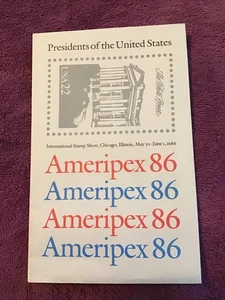 Presidents of the United States
USA 22
The White House
International Stamp Show, Chicago, Illinois, May 22-June 1, 1986
Ameripex 86
Ameripex 86
Ameripex 86
Ameripex 86